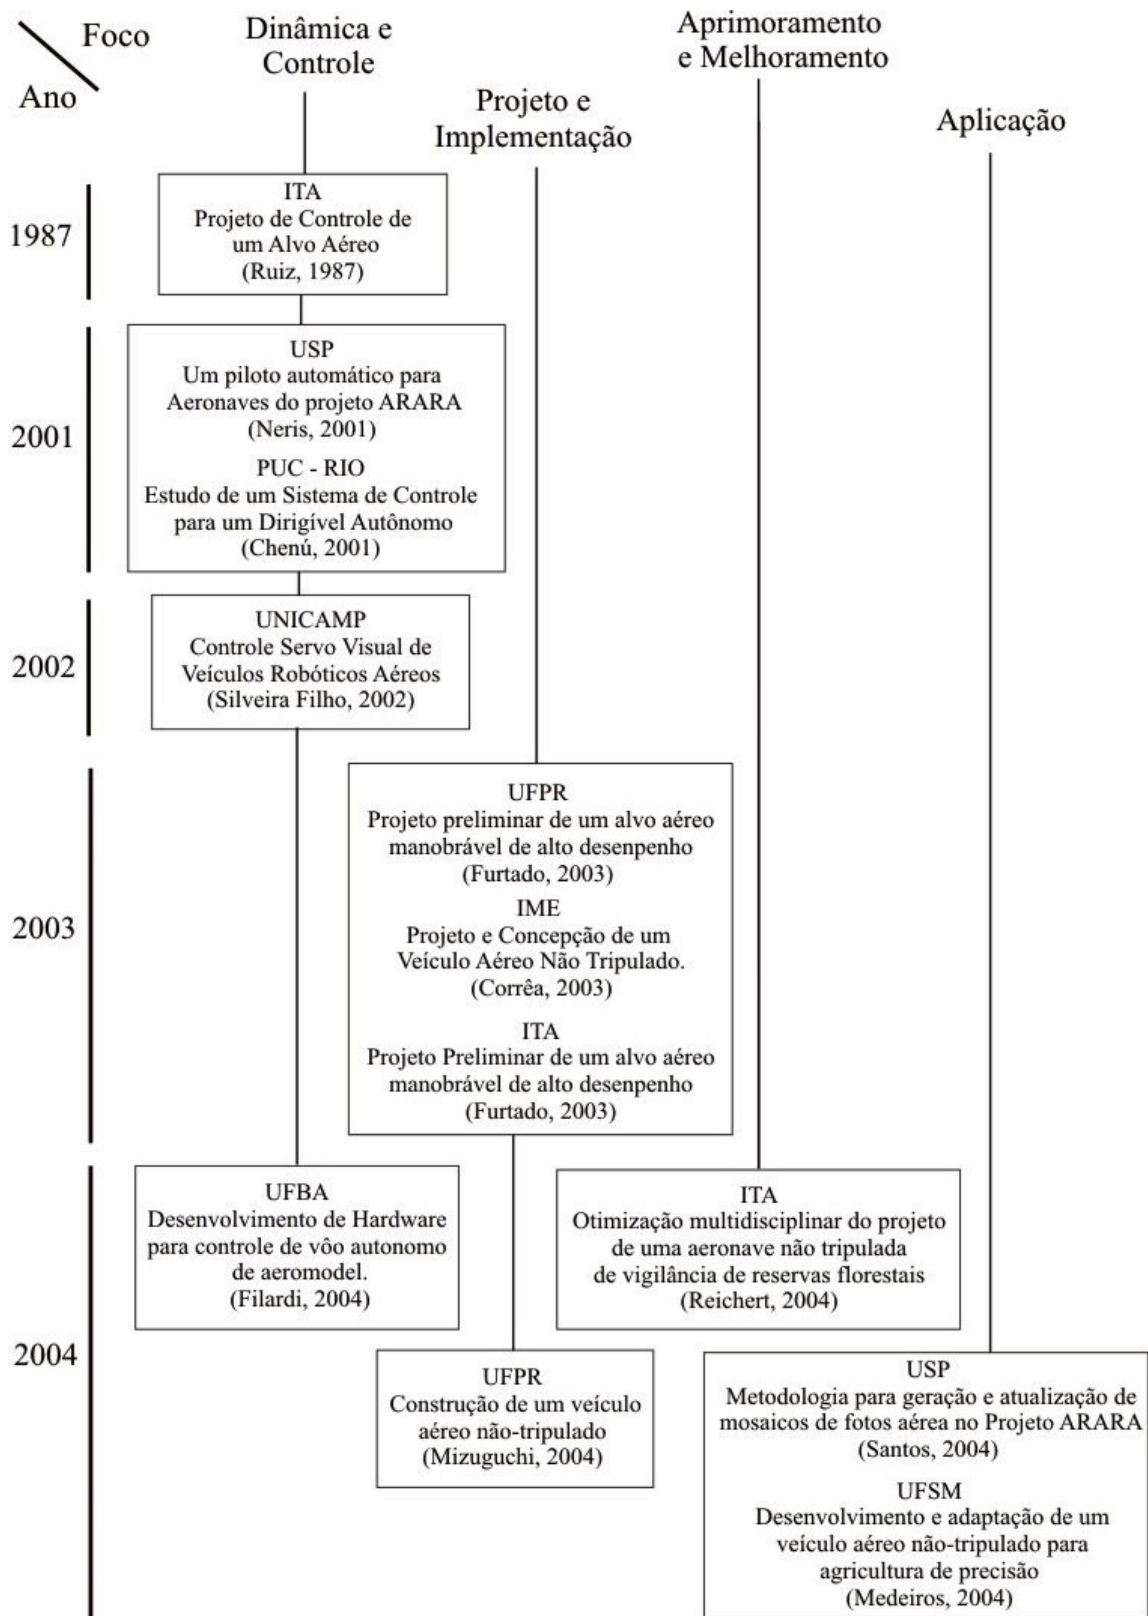 Foco
Ano
Dinâmica e
Controle
Projeto e
Implementação
Aprimoramento
e Melhoramento
Aplicação
1987
ITA
Projeto de Controle de
um Alvo Aéreo
(Ruiz, 1987)
2001
USP
Um piloto automático para
Aeronaves do projeto ARARA
(Neris, 2001)
PUC - RIO
Estudo de um Sistema de Controle
para um Dirigível Autônomo
(Chenú, 2001)
2002
UNICAMP
Controle Servo Visual de
Veículos Robóticos Aéreos
(Silveira Filho, 2002)
2003
UFPR
Projeto preliminar de um alvo aéreo
manobrável de alto desenpenho
(Furtado, 2003)
IME
Projeto e Concepção de um
Veículo Aéreo Não Tripulado.
(Corrêa, 2003)
ITA
Projeto Preliminar de um alvo aéreo
manobrável de alto desenpenho
(Furtado, 2003)
2004
UFBA
Desenvolvimento de Hardware
para controle de vôo autonomo
de aeromodel.
(Filardi, 2004)
UFPR
Construção de um veículo
aéreo não-tripulado
(Mizuguchi, 2004)
ITA
Otimização multidisciplinar do projeto
de uma aeronave não tripulada
de vigilância de reservas florestais
(Reichert, 2004)
USP
Metodologia para geração e atualização de
mosaicos de fotos aérea no Projeto ARARA
(Santos, 2004)
UFSM
Desenvolvimento e adaptação de um
veículo aéreo não-tripulado para
agricultura de precisão
(Medeiros, 2004)